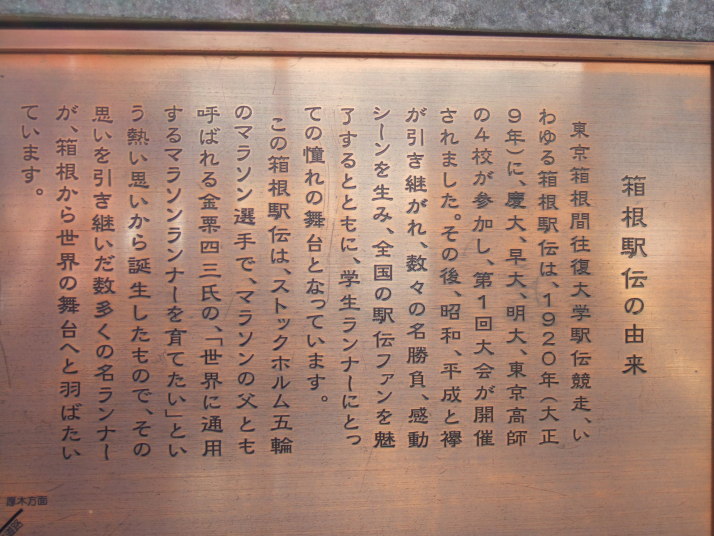 箱根駅伝の由来
東京箱根間往復大学駅伝競走、い
わゆる箱根駅伝は、1920年(大正
9年)に、慶大、早大、明大、東京高師
の4校が参加し、第1回大会が開催
されました。その後、昭和、平成と襷
が引き継がれ、数々の名勝負、感動
シーンを生み、全国の駅伝ファンを魅
了するとともに、学生ランナーにとっ
ての憧れの舞台となっています。
この箱根駅伝は、ストックホルム五輪
のマラソン選手で、マラソンの父とも
呼ばれる金栗四三氏の、「世界に通用
するマラソンランナーを育てたい」とい
う熱い思いから誕生したもので、その
思いを引き継いだ数多くの名ランナー
が、箱根から世界の舞台へと羽ばたい
ています。
厚木方面